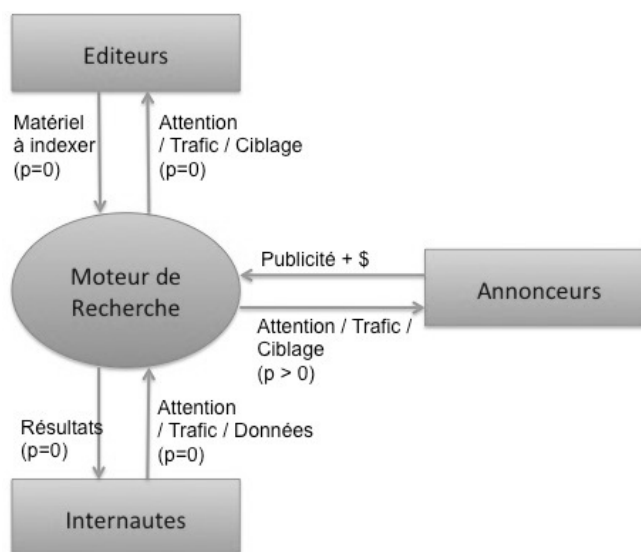 Editeurs
Matériel
à indexer
(p=0)
Attention
/ Trafic / Ciblage
(p=0)
Moteur de
Recherche
Publicité + $
Attention / Trafic /
Ciblage
(p > 0)
Annonceurs
Résultats
(p=0)
Attention
/ Trafic / Données
(p=0)
Internautes